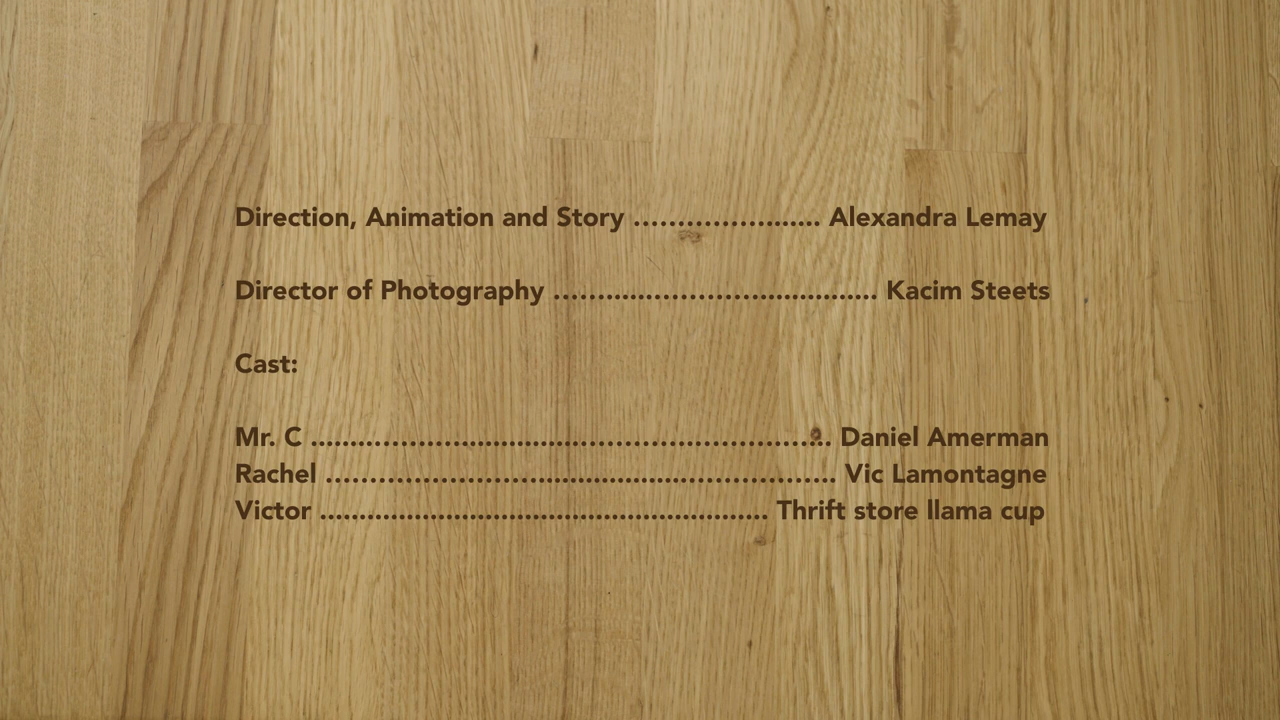 Direction, Animation and Story ........................ Alexandra Lemay
Director of Photography ........................................ Kacim Steets
Cast:
Mr. C ................................................................ Daniel Amerman
Rachel ............................................................... Vic Lamontagne
Victor ....................................................... Thrift store llama cup